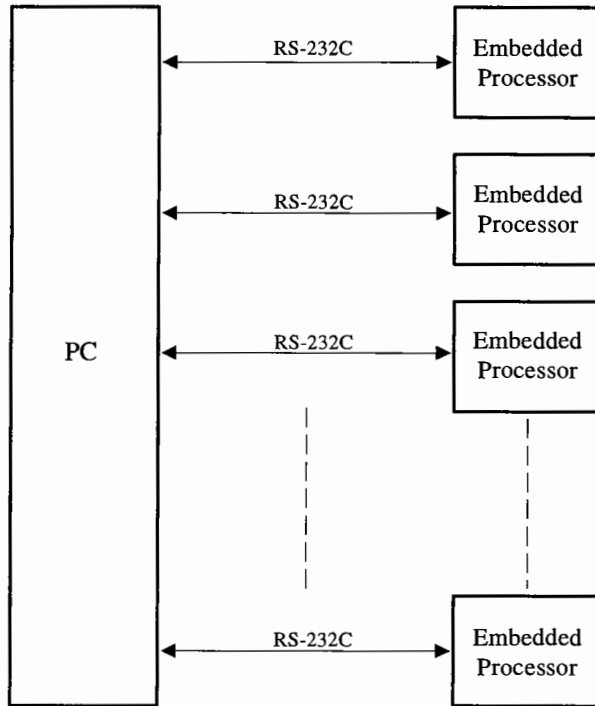 RS-232C
Embedded
Processor
RS-232C
Embedded
Processor
PC
RS-232C
Embedded
Processor
RS-232C
Embedded
Processor